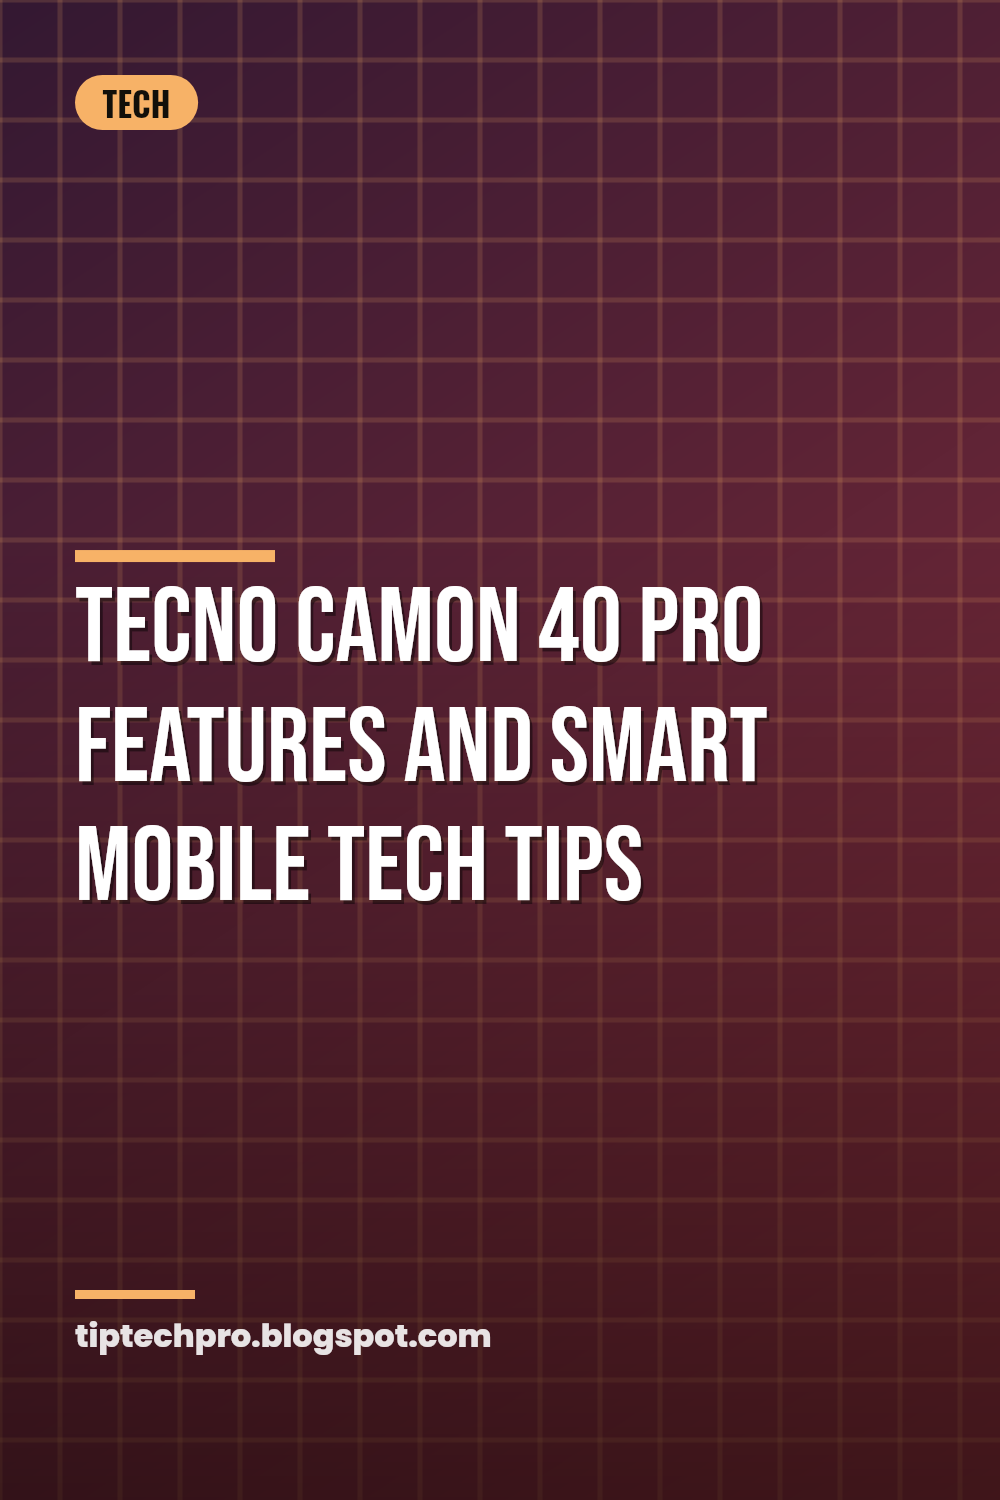 TECH
TECNO CAMON 40 PRO
FEATURES AND SMART
MOBILE TECH TIPS
tiptechpro.blogspot.com